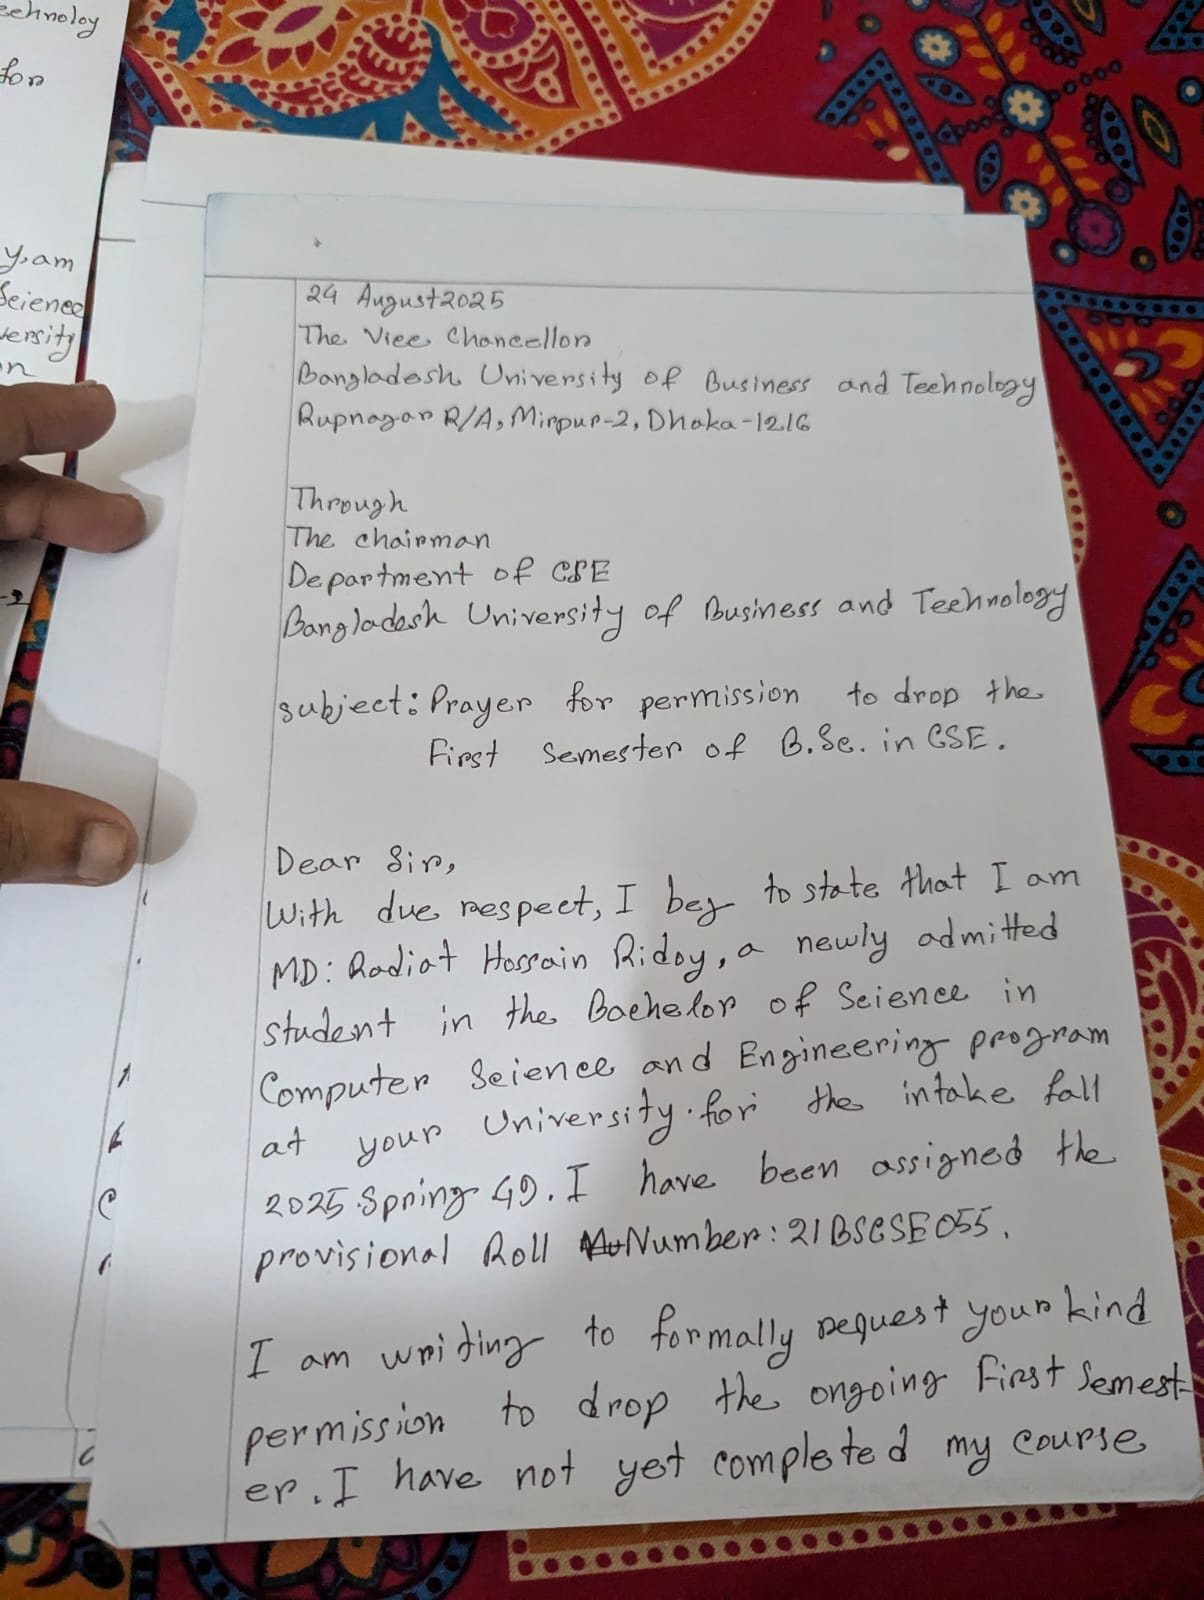 echnoloy
for
am
Science
versity
24 August 2025
The Vice Chancellor
Bangladesh University of Business and Technology
Rupnagar R/A, Mirpur-2, Dhaka-1216
Through
The chairman
Department of CSE
Bangladesh University of Business and Technology
subject: Prayer for permission to drop the
First Semester of B.Sc. in CSE.
Dear Sir,
With due respect, I beg to state that I am
MD: Radiat Hossain Ridoy, a newly admitted
student in the Bachelor of Science in
Computer Science and Engineering program
at your University. for the intake fall
2025 Spring 49. I have been assigned the
provisional Roll Number: 21BSCSE055.
I am writing to formally request your kind
permission to drop the ongoing First Semest-
er. I have not yet completed my course